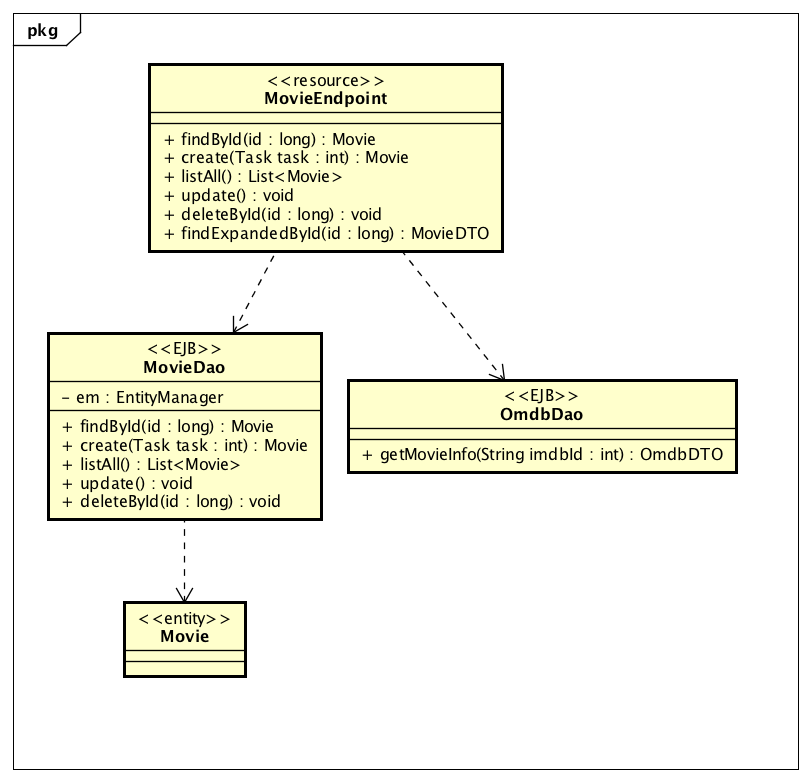 pkg
<<resource>>
MovieEndpoint
+ findById(id : long) : Movie
+ create(Task task : int) : Movie
+ listAll() : List<Movie>
+ update() : void
+ deleteById(id : long) : void
+ findExpandedById(id : long) : MovieDTO
<<EJB>>
MovieDao
- em : EntityManager
+ findById(id : long) : Movie
+ create(Task task : int) : Movie
+ listAll() : List<Movie>
+ update() : void
+ deleteById(id : long) : void
<<EJB>>
OmdbDao
+ getMovieInfo(String imdbId : int) : OmdbDTO
<<entity>>
Movie